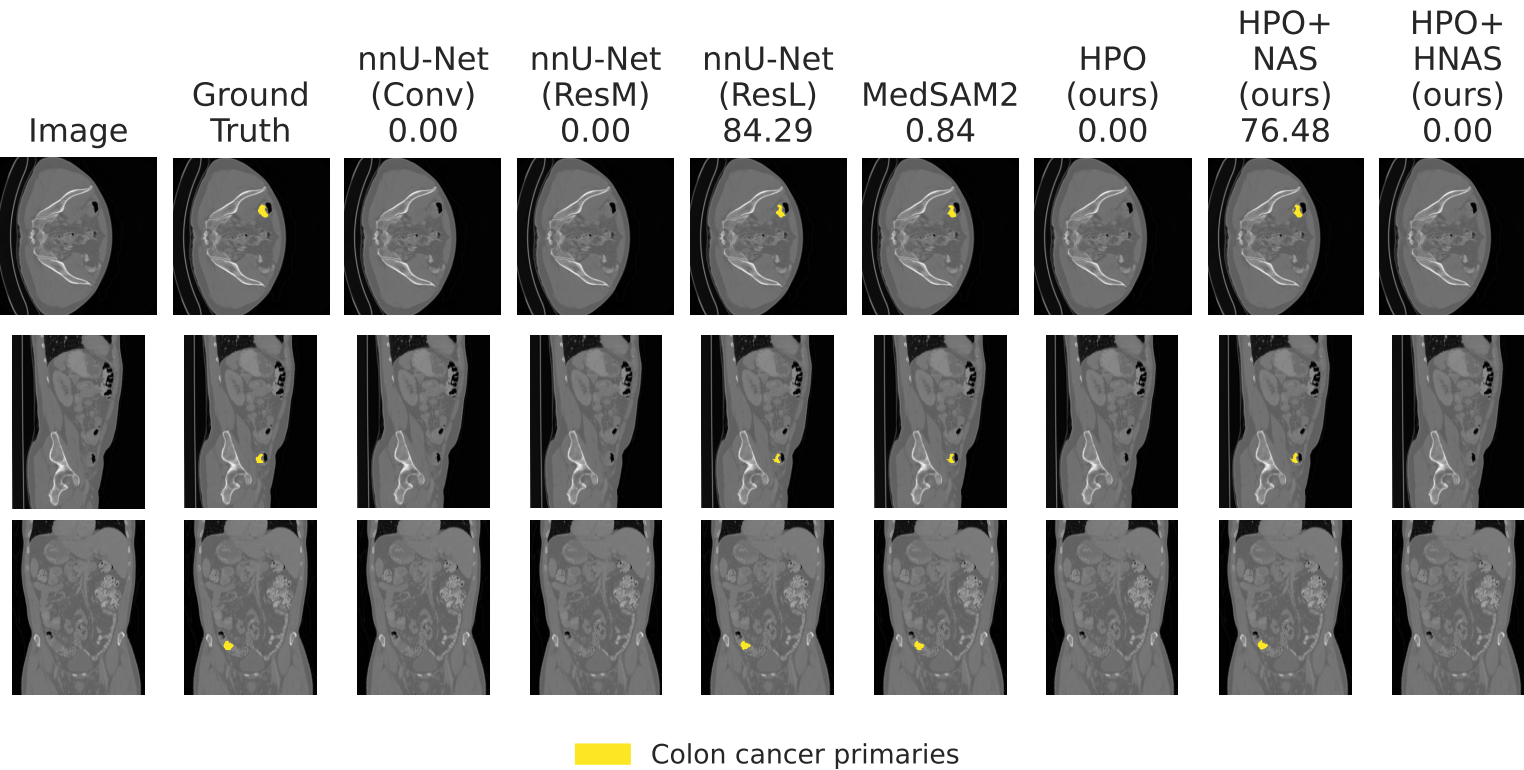 Image
Ground
Truth
nnU-Net
(Conv)
0.00
nnU-Net
(ResM)
0.00
nnU-Net
(ResL)
84.29
MedSAM2
0.84
HPO
(ours)
0.00
HPO+
NAS
(ours)
76.48
HPO+
HNAS
(ours)
0.00
Colon cancer primaries